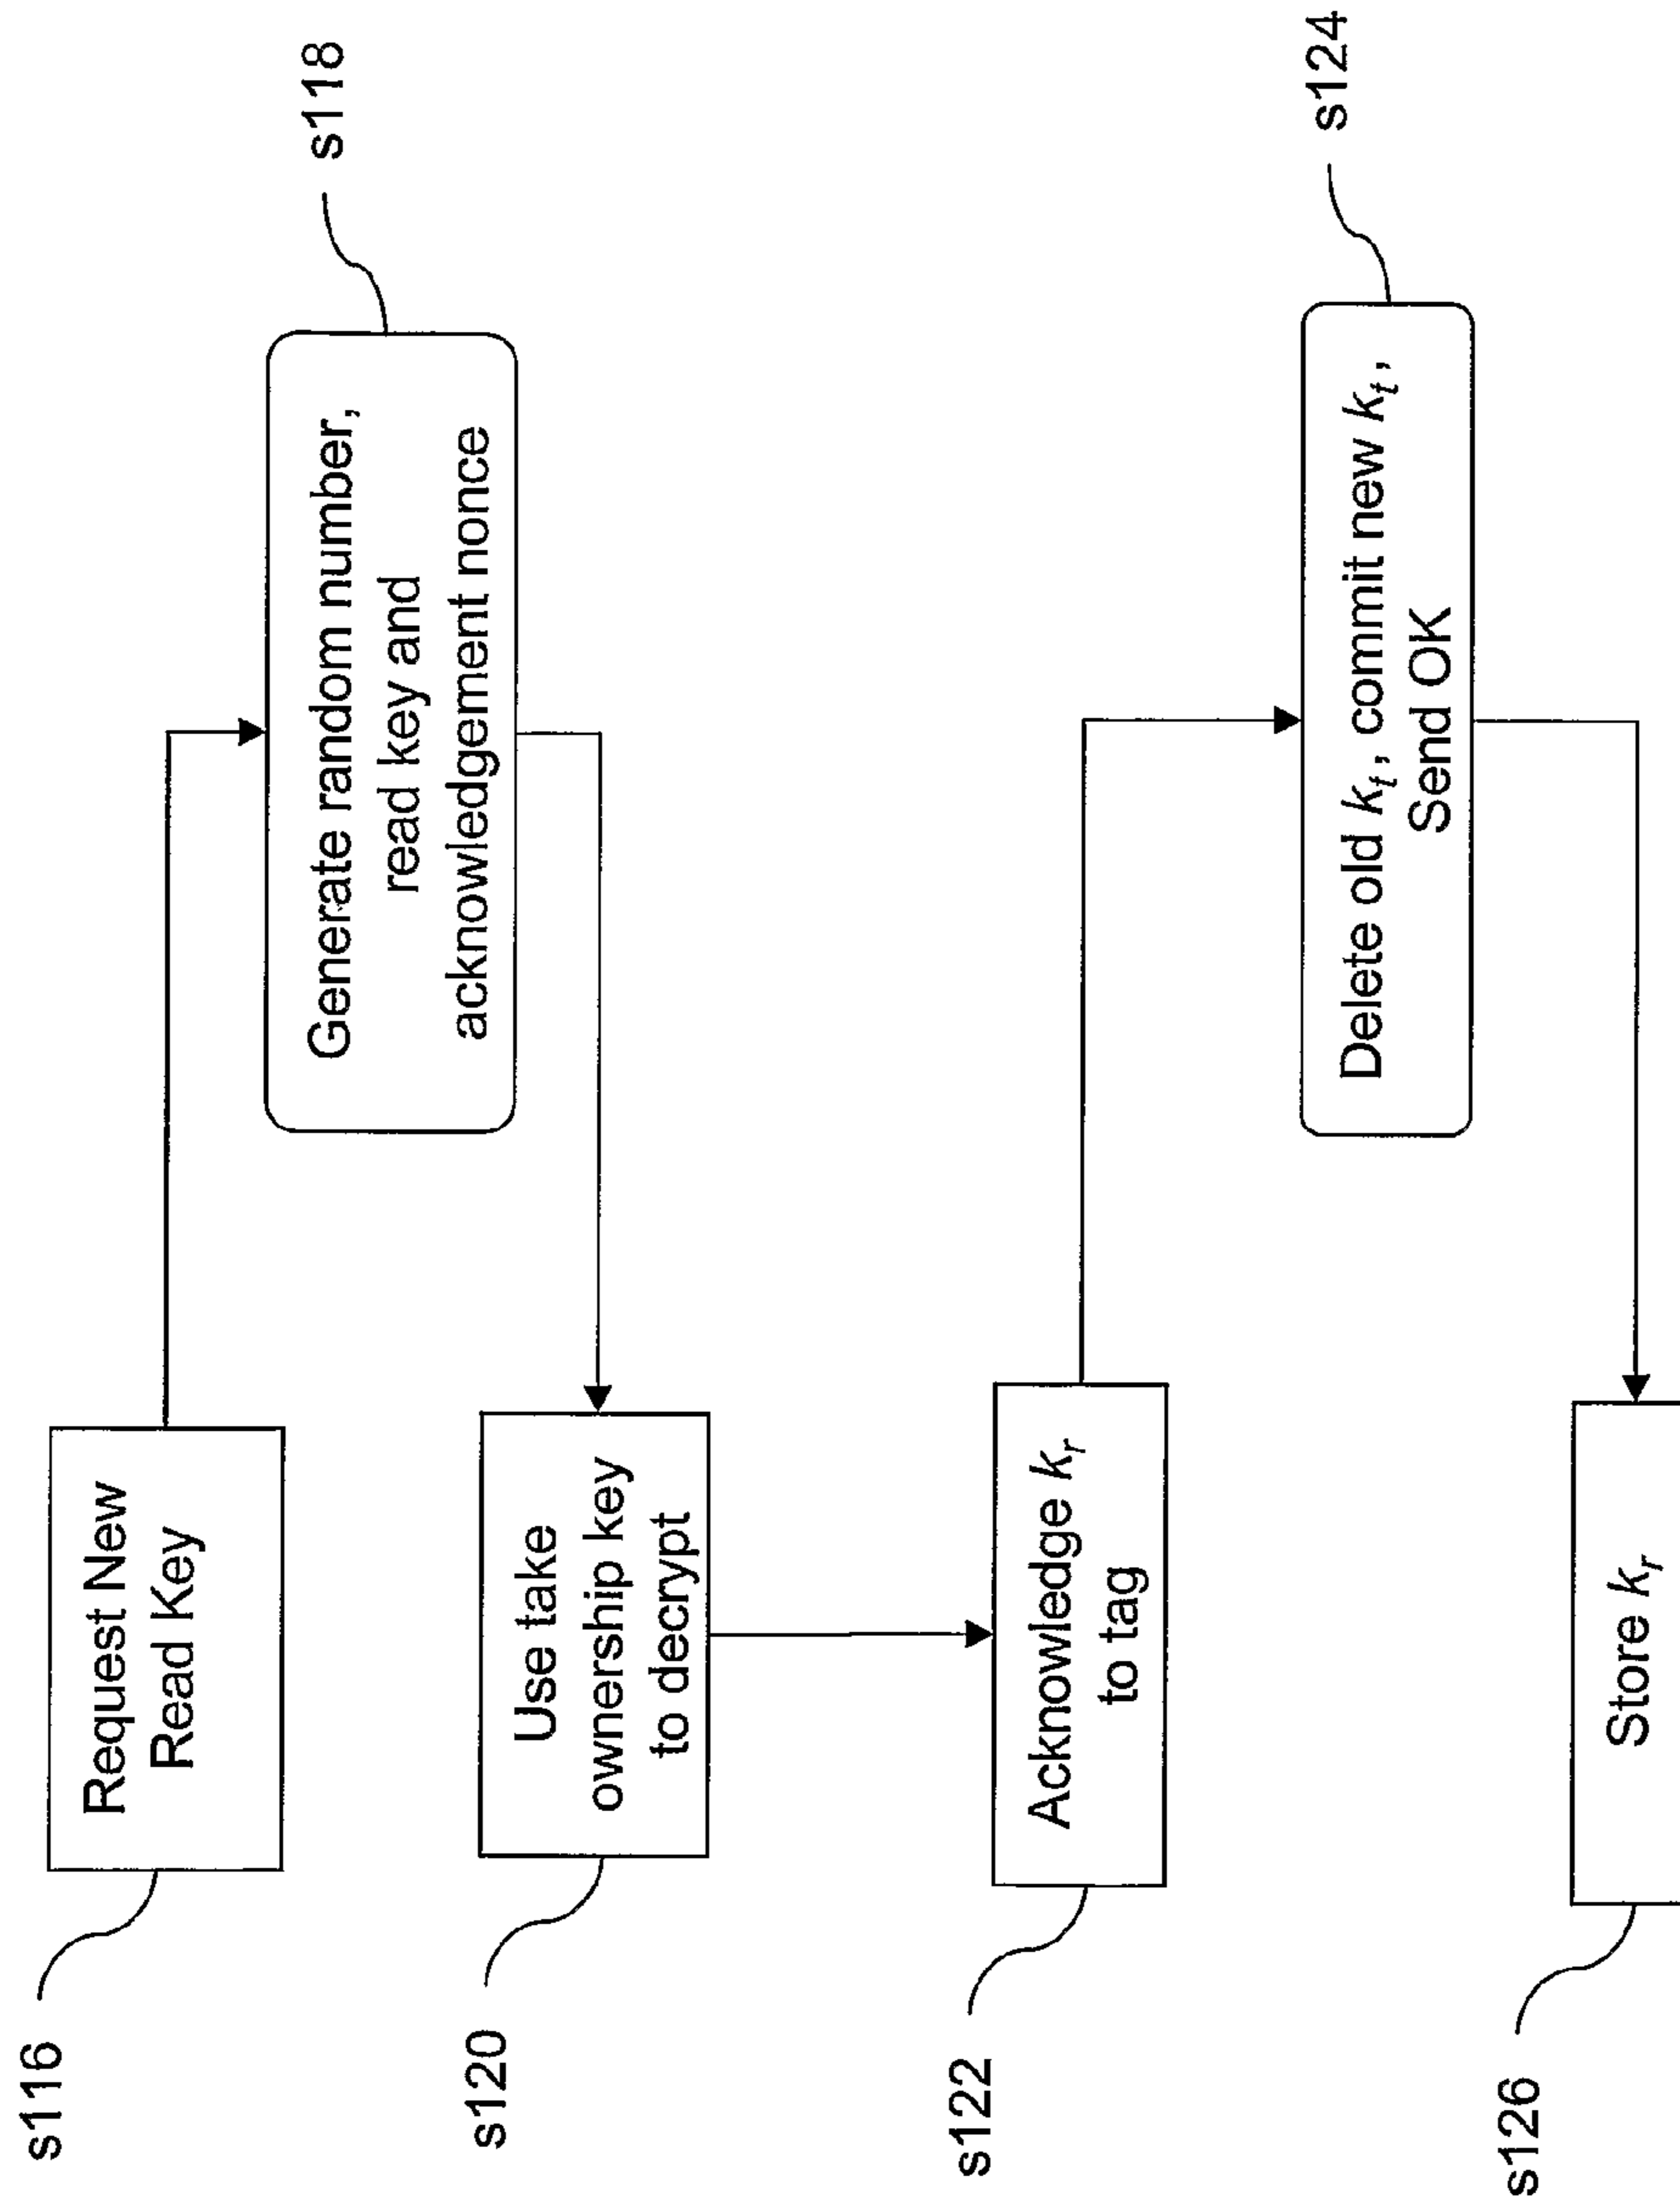 s116
Request New
Read Key
Generate random number,
read key and
acknowledgement nonce
s118
s120
Use take
ownership key
to decrypt
s122
Acknowledge kᵣ
to tag
Delete old kₜ, commit new kₜ,
Send OK
s124
s126
Store kᵣ